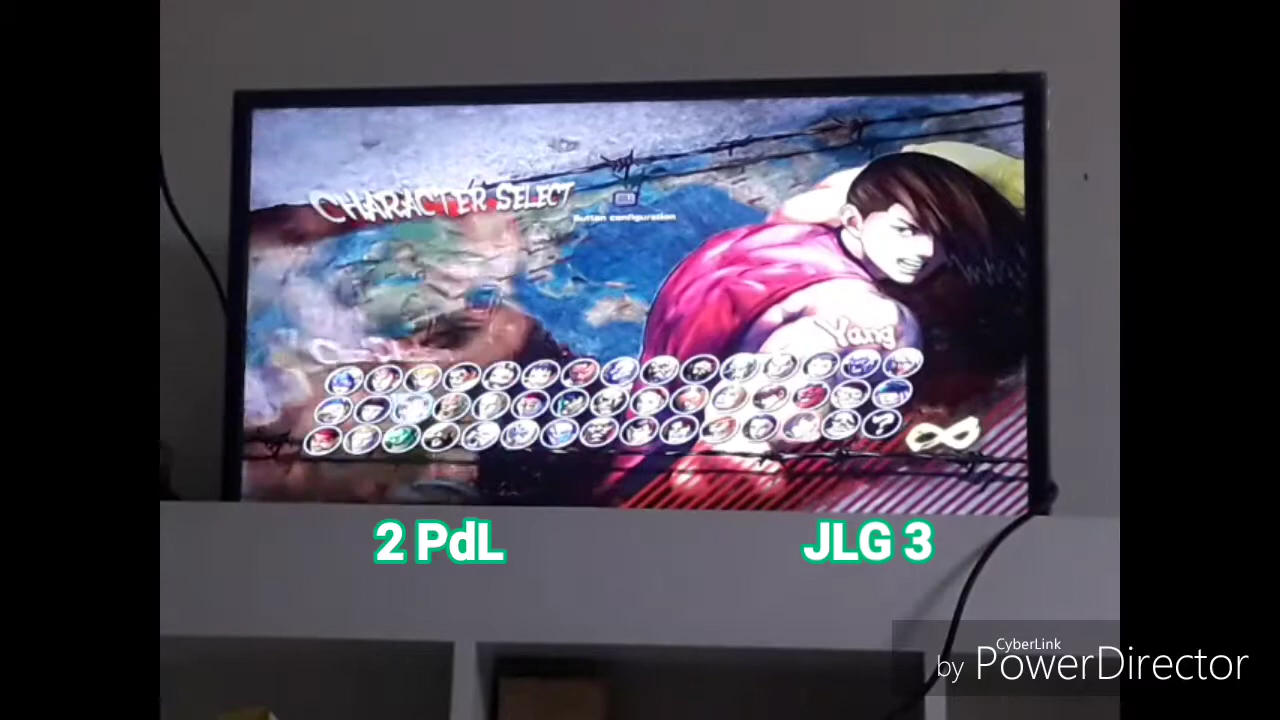 CHARACTER SELECT
Button configuration
Yang
?
2 PdL
JLG 3
CyberLink
by PowerDirector